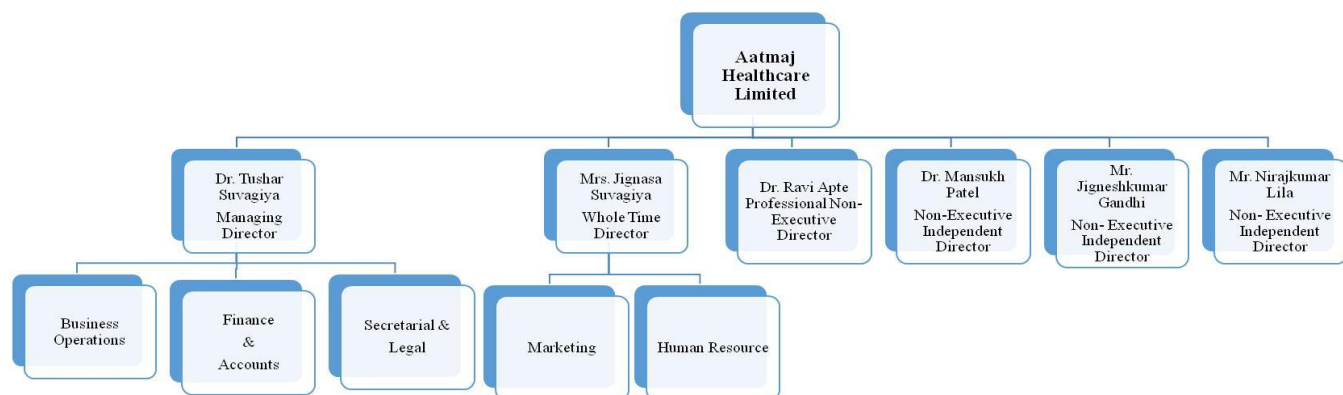 Aatmaj
Healthcare
Limited
Dr. Tushar
Suvagiya
Managing
Director
Mrs. Jignasa
Suvagiya
Whole Time
Director
Dr. Ravi Apte
Professional Non-
Executive
Director
Dr. Mansukh
Patel
Non-Executive
Independent
Director
Mr.
Jigneshkumar
Gandhi
Non- Executive
Independent
Director
Mr. Nirajkumar
Lila
Non- Executive
Independent
Director
Business
Operations
Finance
&
Accounts
Secretarial &
Legal
Marketing
Human Resource